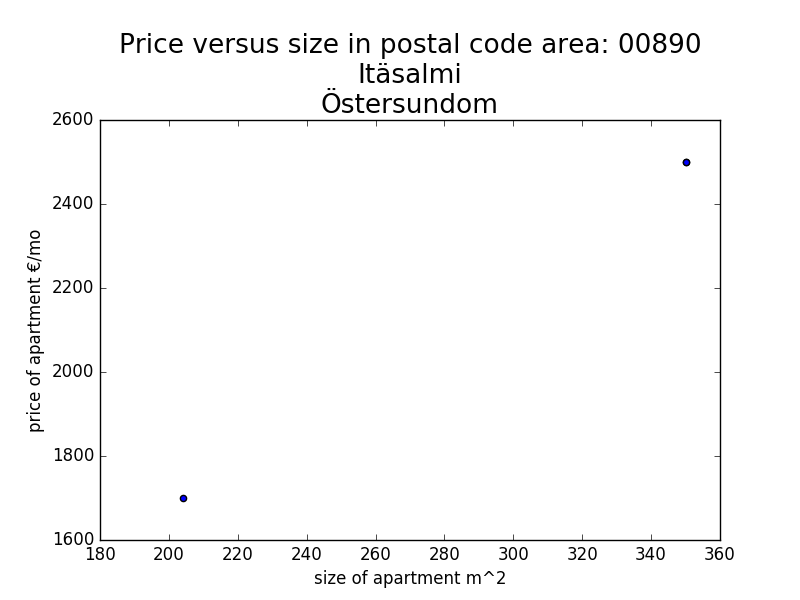 Price versus size in postal code area: 00890
Itäsalmi
Östersundom
2600
2400
2200
2000
1800
1600
price of apartment €/mo
180 200 220 240 260 280 300 320 340 360
size of apartment m^2